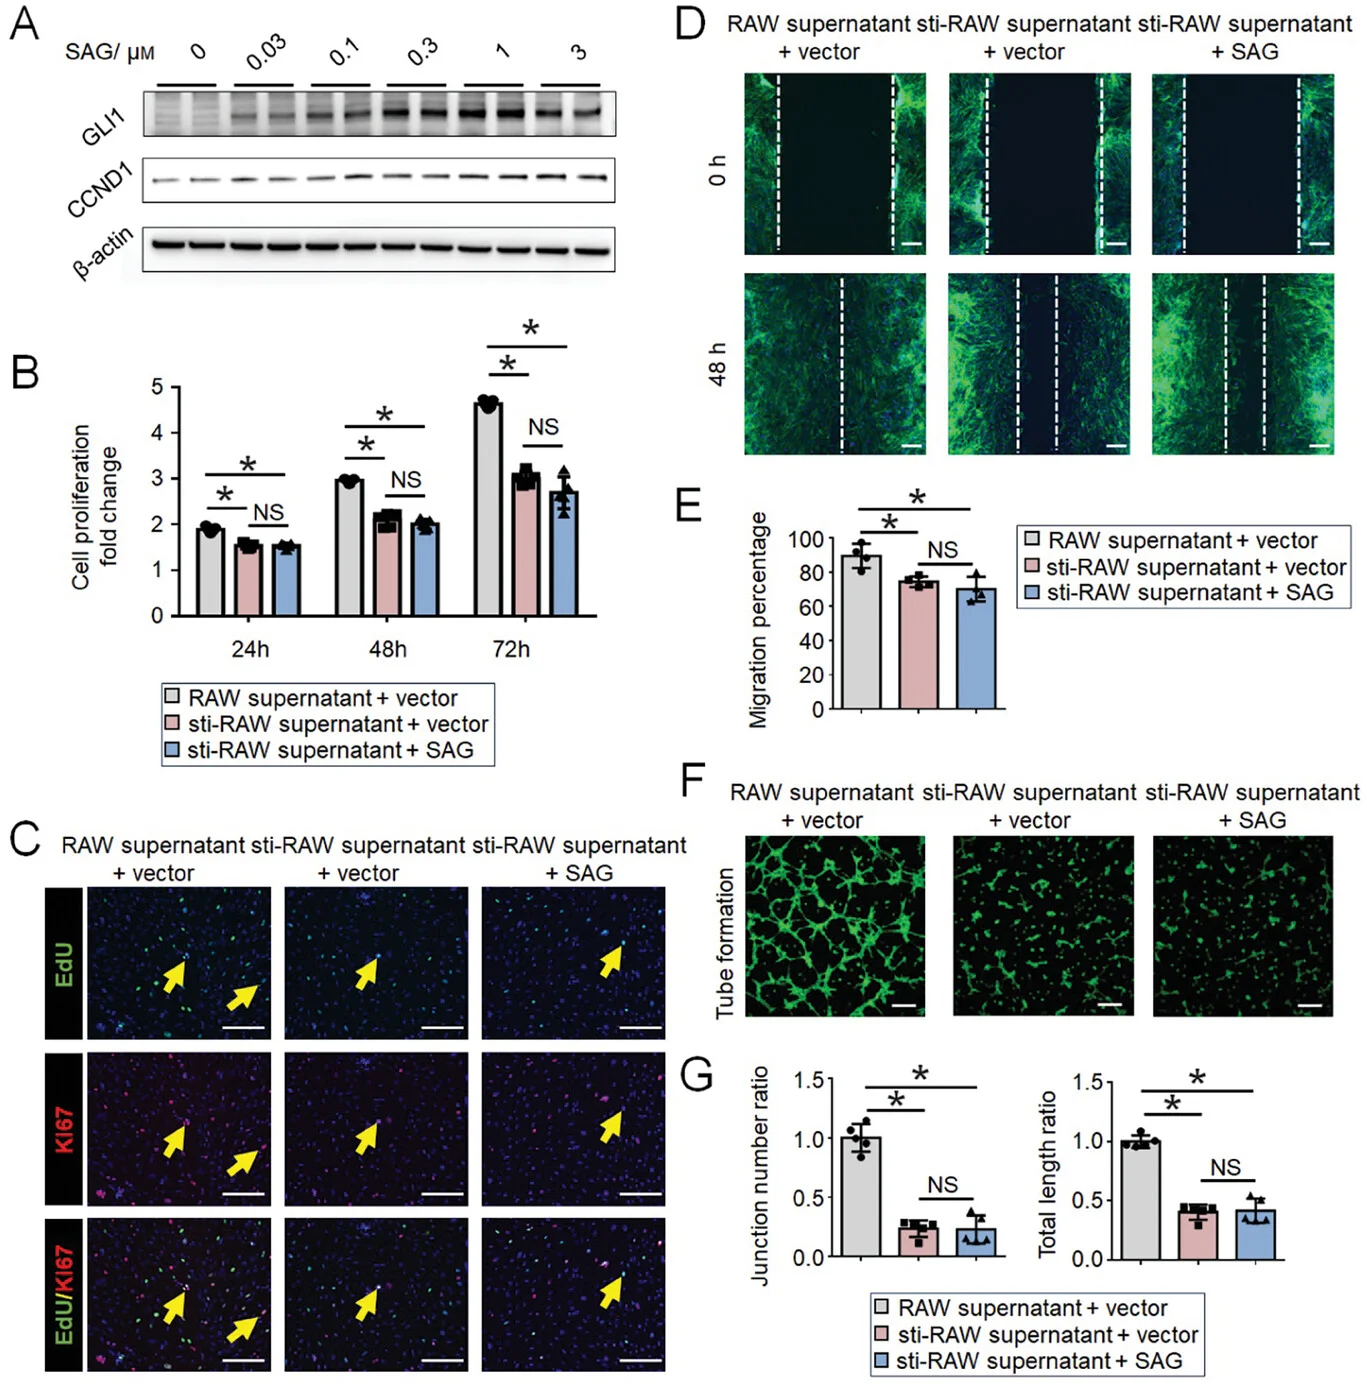 A
SAG/ μM 0 0.03 0.1 0.3 1 3
GLI1
CCND1
β-actin
B
Cell proliferation
fold change
5
4
3
2
1
0
* * NS
* * NS
* * NS
24h 48h 72h
RAW supernatant + vector
sti-RAW supernatant + vector
sti-RAW supernatant + SAG
C
RAW supernatant sti-RAW supernatant sti-RAW supernatant
+ vector + vector + SAG
EdU
KI67
EdU/KI67
D
RAW supernatant sti-RAW supernatant sti-RAW supernatant
+ vector + vector + SAG
0 h
48 h
E
Migration percentage
100
80
60
40
20
0
*
* NS
RAW supernatant + vector
sti-RAW supernatant + vector
sti-RAW supernatant + SAG
F
RAW supernatant sti-RAW supernatant sti-RAW supernatant
+ vector + vector + SAG
Tube formation
G
Junction number ratio
1.5
1.0
0.5
0.0
*
*
NS
Total length ratio
1.5
1.0
0.5
0.0
*
*
NS
RAW supernatant + vector
sti-RAW supernatant + vector
sti-RAW supernatant + SAG